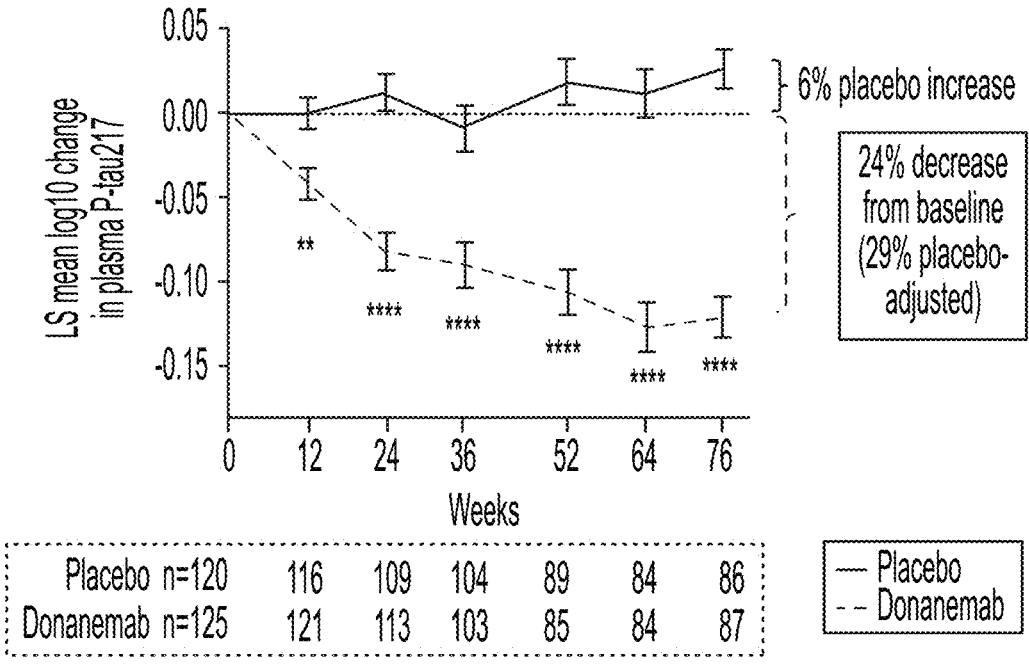 LS mean log10 change
in plasma P-tau217
0.05
0.00
-0.05
-0.10
-0.15
**
****
****
****
****
****
0 12 24 36 52 64 76
Weeks
6% placebo increase
24% decrease
from baseline
(29% placebo-
adjusted)
Placebo n=120 116 109 104 89 84 86
Donanemab n=125 121 113 103 85 84 87
Placebo
Donanemab